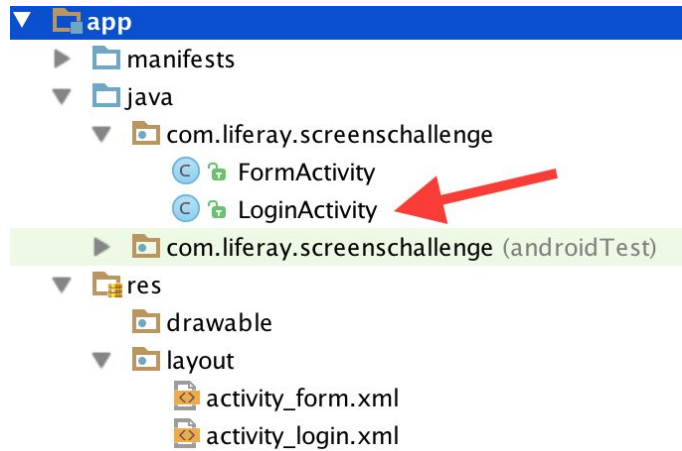 app
manifests
java
com.liferay.screenschallenge
C FormActivity
C LoginActivity
com.liferay.screenschallenge (androidTest)
res
drawable
layout
activity_form.xml
activity_login.xml